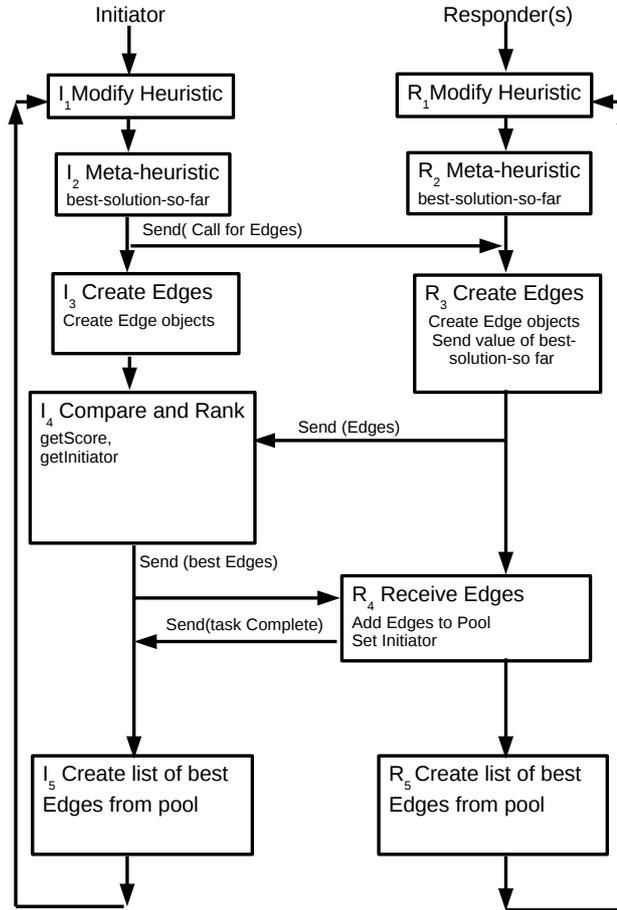 Initiator
Responder(s)
I1Modify Heuristic
R1Modify Heuristic
I2 Meta-heuristic
best-solution-so-far
R2 Meta-heuristic
best-solution-so-far
Send( Call for Edges)
I3 Create Edges
Create Edge objects
R3 Create Edges
Create Edge objects
Send value of best-
solution-so far
I4 Compare and Rank
getScore,
getInitiator
Send (Edges)
Send (best Edges)
R4 Receive Edges
Add Edges to Pool
Set Initiator
Send(task Complete)
I5 Create list of best
Edges from pool
R5 Create list of best
Edges from pool